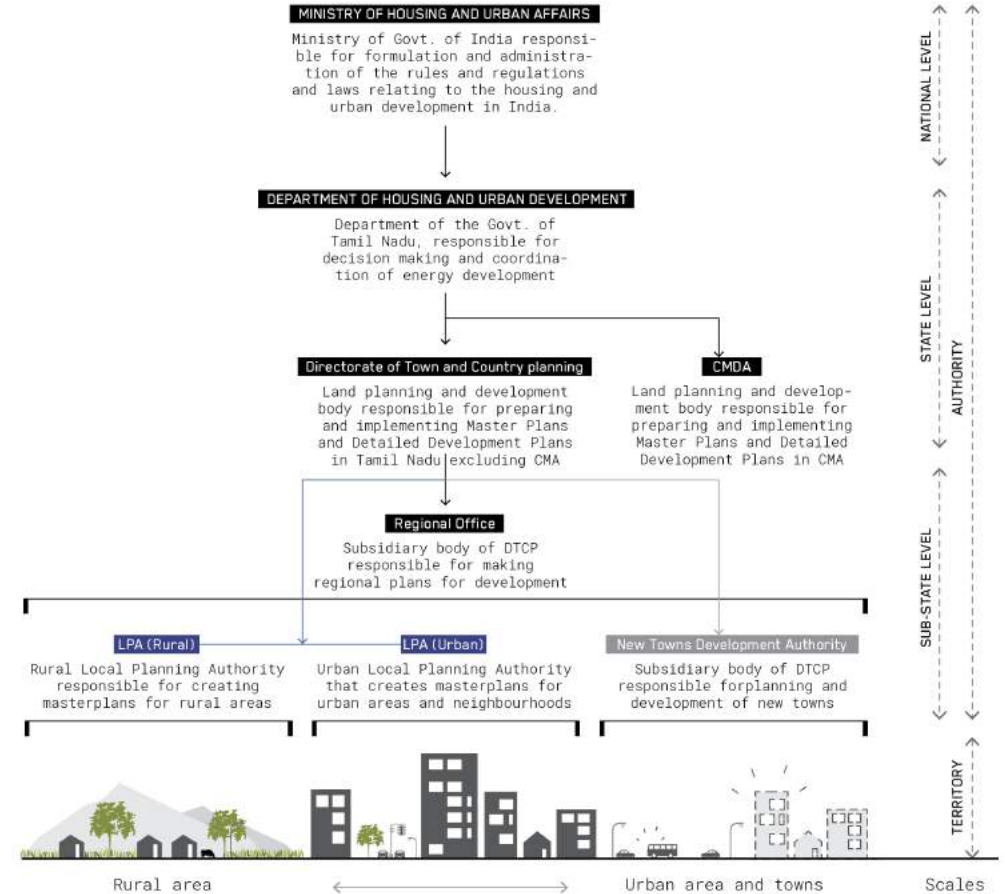 MINISTRY OF HOUSING AND URBAN AFFAIRS
Ministry of Govt. of India responsi-
ble for formulation and administra-
tion of the rules and regulations
and laws relating to the housing and
urban development in India.
DEPARTMENT OF HOUSING AND URBAN DEVELOPMENT
Department of the Govt. of
Tamil Nadu, responsible for
decision making and coordina-
tion of energy development
Directorate of Town and Country planning
Land planning and development
body responsible for preparing
and implementing Master Plans
and Detailed Development Plans
in Tamil Nadu excluding CMA
CMDA
Land planning and develop-
ment body responsible for
preparing and implementing
Master Plans and Detailed
Development Plans in CMA
Regional Office
Subsidiary body of DTCP
responsible for making
regional plans for development
LPA (Rural)
Rural Local Planning Authority
responsible for creating
masterplans for rural areas
LPA (Urban)
Urban Local Planning Authority
that creates masterplans for
urban areas and neighbourhoods
New Towns Development Authority
Subsidiary body of DTCP
responsible forplanning and
development of new towns
NATIONAL LEVEL
STATE LEVEL
SUB-STATE LEVEL
AUTHORITY
TERRITORY
Rural area
Urban area and towns
Scales